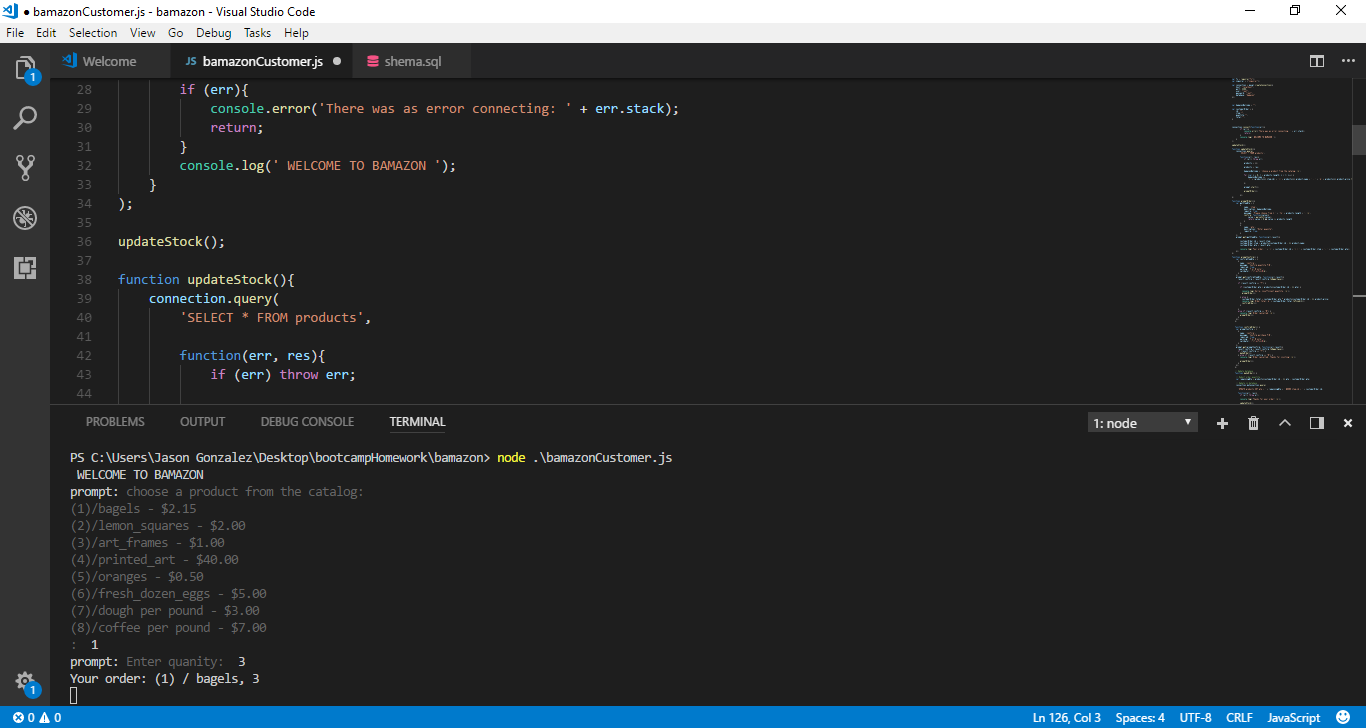 ● bamazonCustomer.js - bamazon - Visual Studio Code
File Edit Selection View Go Debug Tasks Help
Welcome JS bamazonCustomer.js ● shema.sql
1
28 if (err){
29 console.error('There was as error connecting: ' + err.stack);
30 return;
31 }
32 console.log(' WELCOME TO BAMAZON ');
33 }
34 );
35
36 updateStock();
37
38 function updateStock(){
39 connection.query(
40 'SELECT * FROM products',
41
42 function(err, res){
43 if (err) throw err;
44
PROBLEMS OUTPUT DEBUG CONSOLE TERMINAL 1: node
PS C:\Users\Jason Gonzalez\Desktop\bootcampHomework\bamazon> node .\bamazonCustomer.js
WELCOME TO BAMAZON
prompt: choose a product from the catalog:
(1)/bagels - $2.15
(2)/lemon_squares - $2.00
(3)/art_frames - $1.00
(4)/printed_art - $40.00
(5)/oranges - $0.50
(6)/fresh_dozen_eggs - $5.00
(7)/dough per pound - $3.00
(8)/coffee per pound - $7.00
: 1
prompt: Enter quanity: 3
Your order: (1) / bagels, 3
1
0 0 Ln 126, Col 3 Spaces: 4 UTF-8 CRLF JavaScript